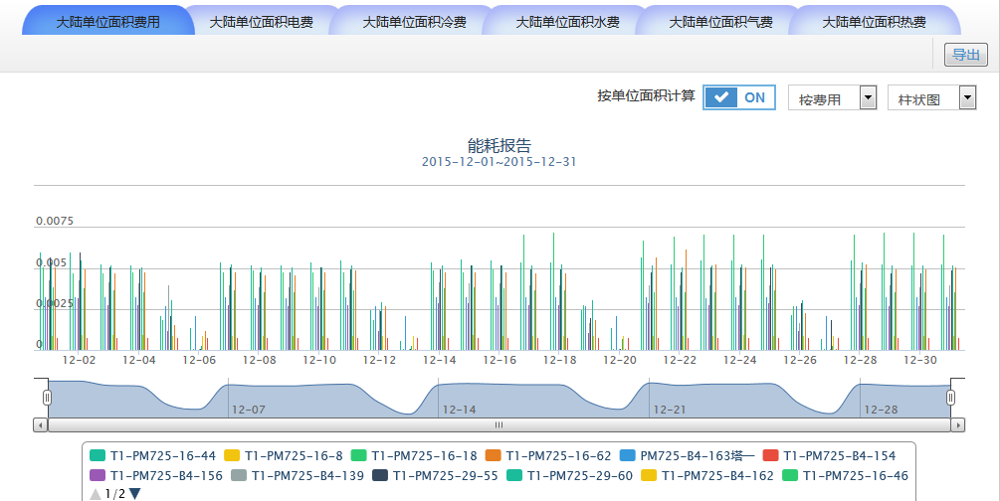 大陆单位面积费用 大陆单位面积电费 大陆单位面积冷费 大陆单位面积水费 大陆单位面积气费 大陆单位面积热费
导出
按单位面积计算 ON 按费用 柱状图
能耗报告
2015-12-01~2015-12-31
0.0075
0.005
0.0025
0
12-02 12-04 12-06 12-08 12-10 12-12 12-14 12-16 12-18 12-20 12-22 12-24 12-26 12-28 12-30
12-07 12-14 12-21 12-28
T1-PM725-16-44 T1-PM725-16-8 T1-PM725-16-18 T1-PM725-16-62 PM725-B4-163塔一 T1-PM725-B4-154
T1-PM725-B4-156 T1-PM725-B4-139 T1-PM725-29-55 T1-PM725-29-60 T1-PM725-B4-162 T1-PM725-16-46
1/2